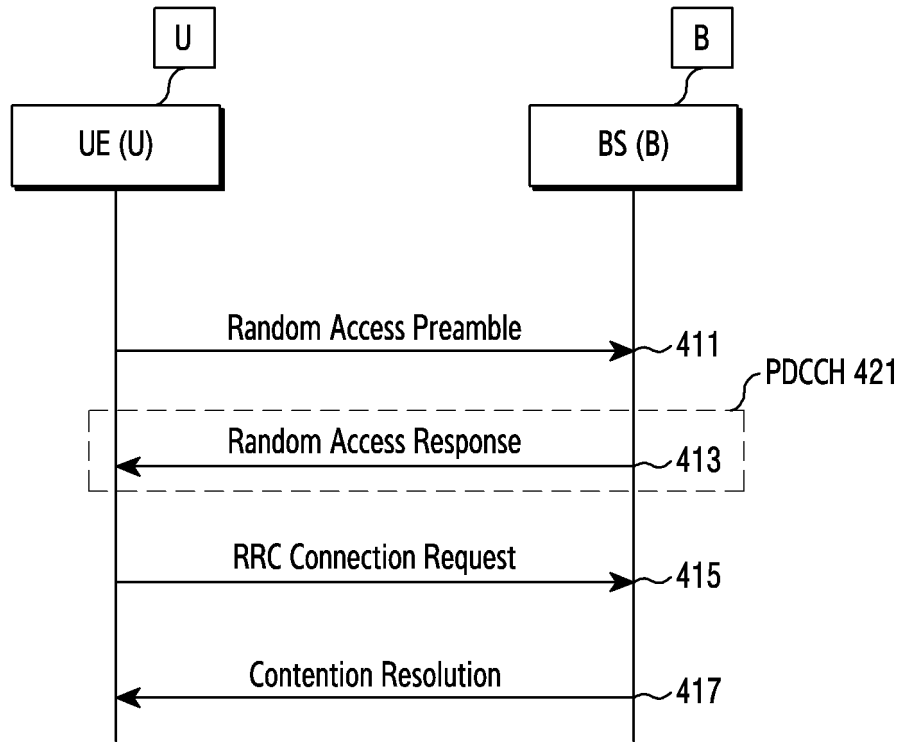 U
B
UE (U)
BS (B)
Random Access Preamble
411
PDCCH 421
Random Access Response
413
RRC Connection Request
415
Contention Resolution
417